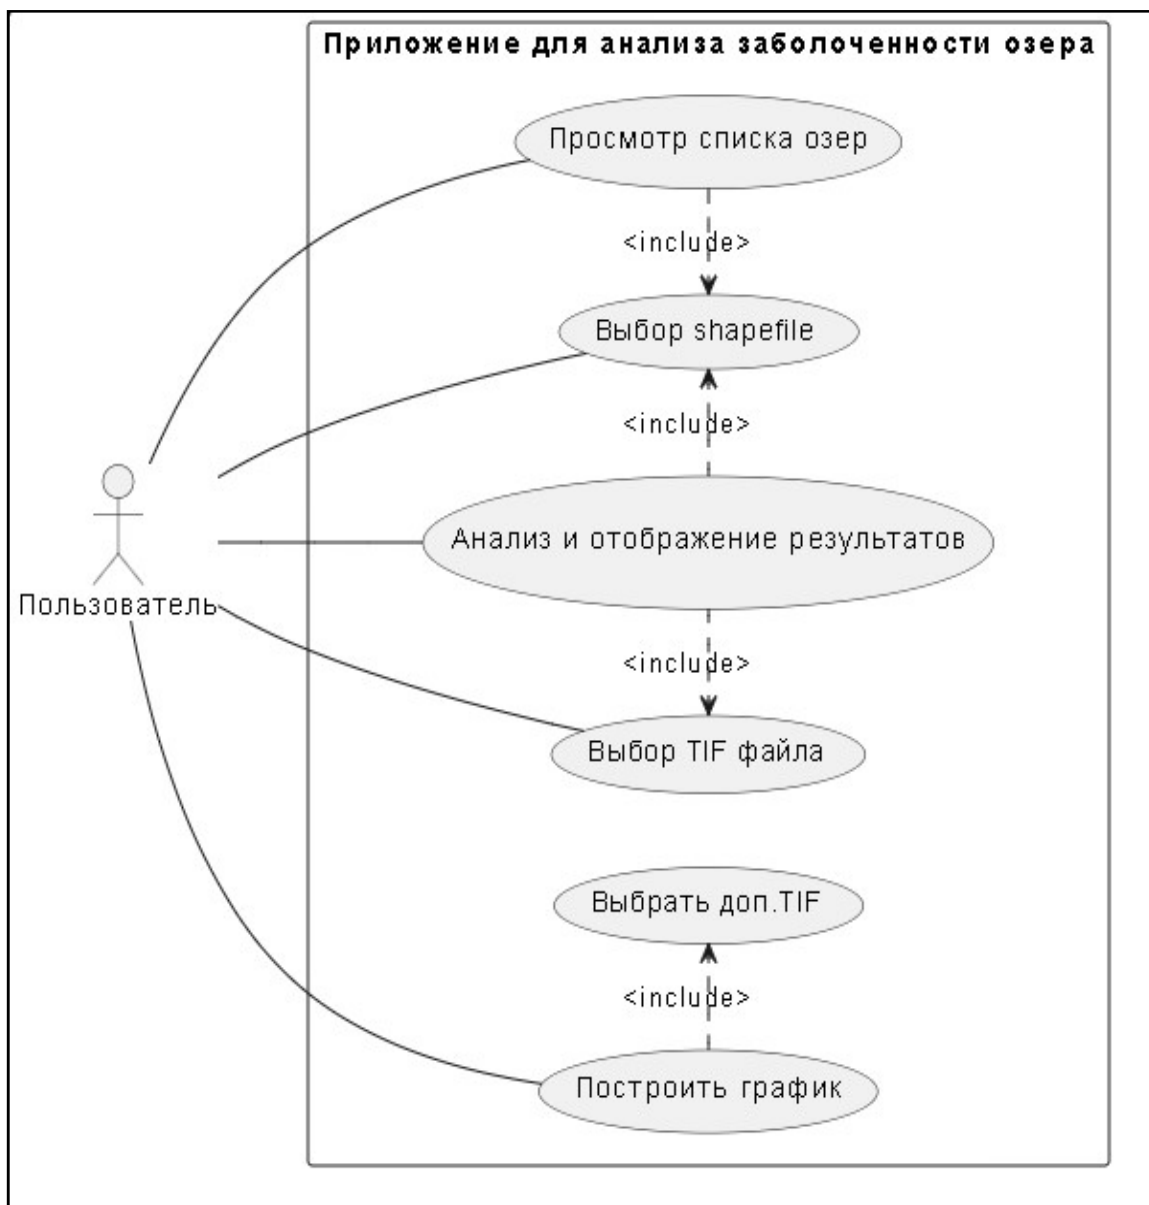 Приложение для анализа заболоченности озера
Просмотр списка озер
<include>
Выбор shapefile
<include>
Анализ и отображение результатов
Пользователь
<include>
Выбор TIF файла
Выбрать доп.TIF
<include>
Построить график